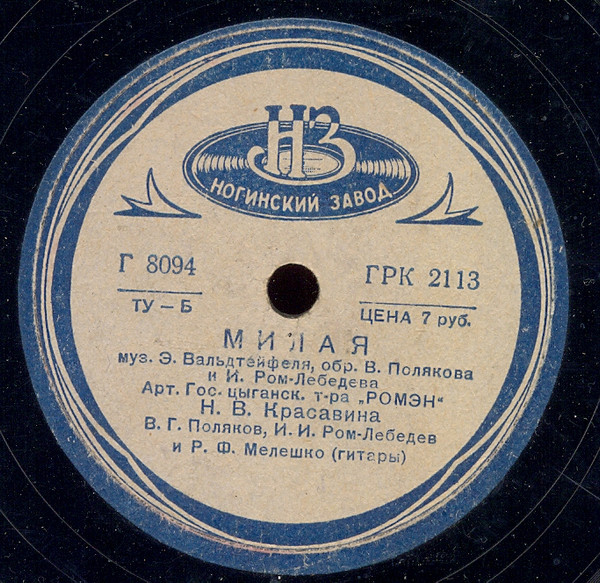 НЗ
НОГИНСКИЙ ЗАВОД
Г 8094
ТУ – Б
ГРК 2113
ЦЕНА 7 руб.
МИЛАЯ
муз. Э. Вальдтейфеля, обр. В. Полякова
и И. Ром-Лебедева
Арт. Гос. цыганск. т-ра „РОМЭН“
Н. В. Красавина
В. Г. Поляков, И. И. Ром-Лебедев
и Р. Ф. Мелешко (гитары)